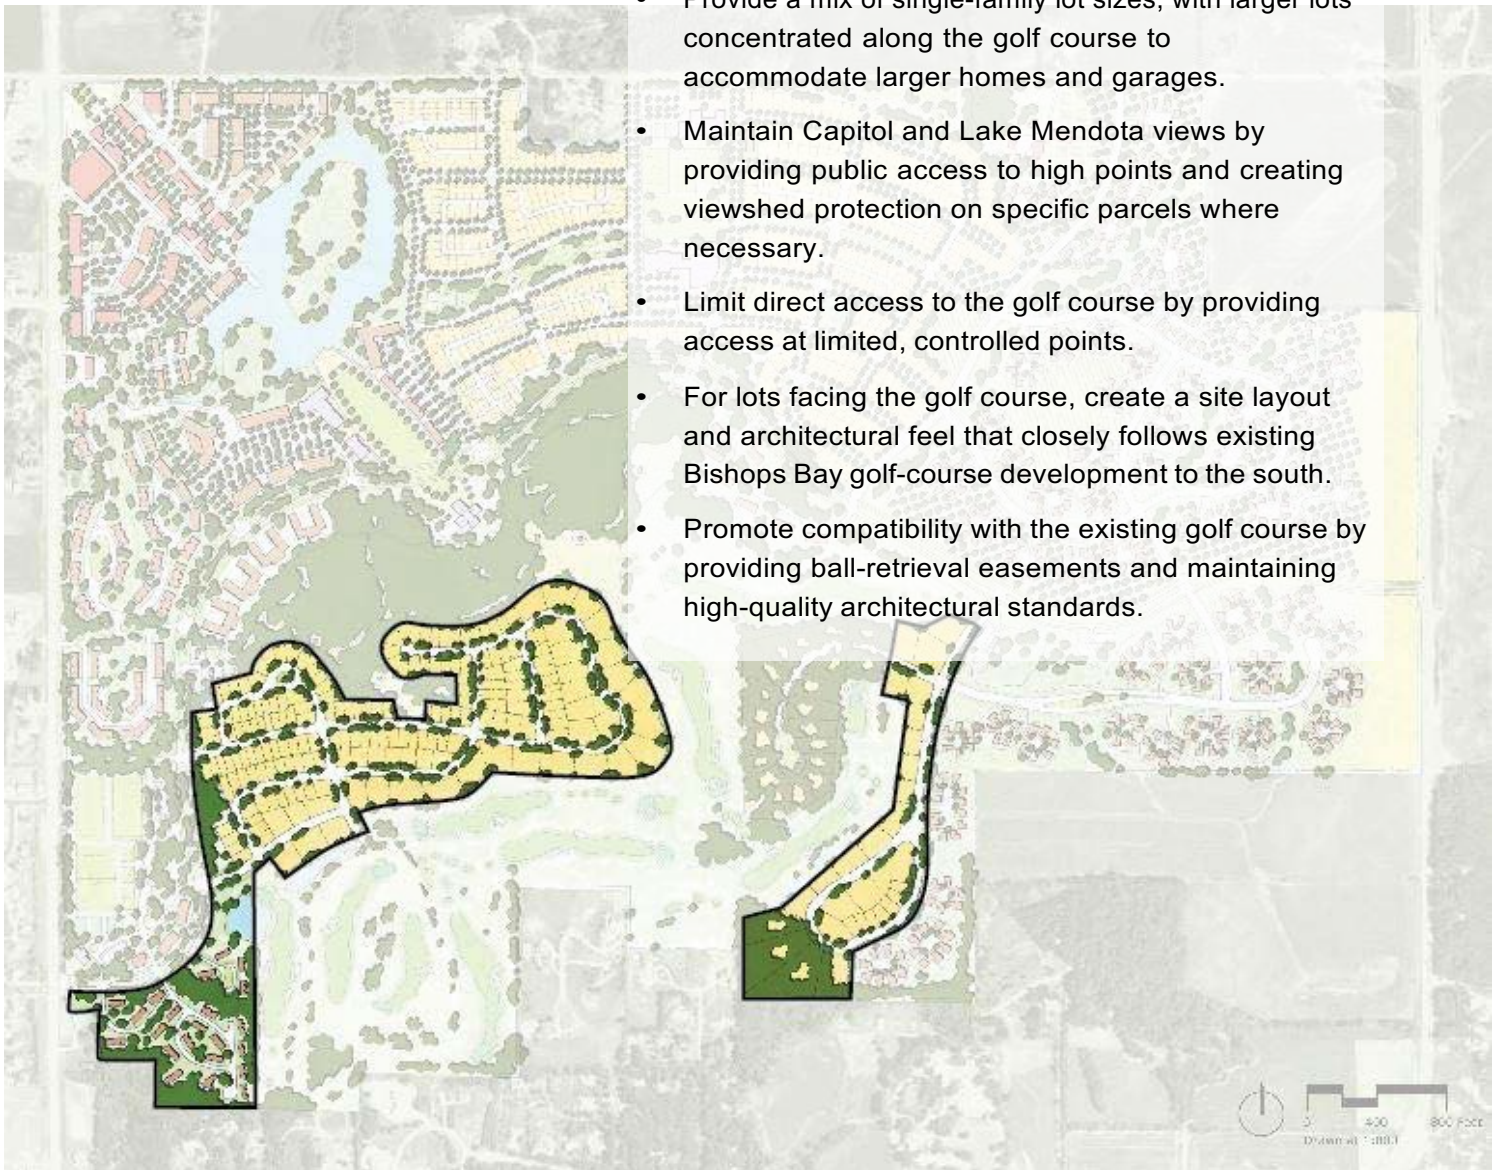 • Provide a mix of single-family lot sizes, with larger lots
concentrated along the golf course to
accommodate larger homes and garages.
• Maintain Capitol and Lake Mendota views by
providing public access to high points and creating
viewshed protection on specific parcels where
necessary.
• Limit direct access to the golf course by providing
access at limited, controlled points.
• For lots facing the golf course, create a site layout
and architectural feel that closely follows existing
Bishops Bay golf-course development to the south.
• Promote compatibility with the existing golf course by
providing ball-retrieval easements and maintaining
high-quality architectural standards.
0 400 800 Feet
Drawn at